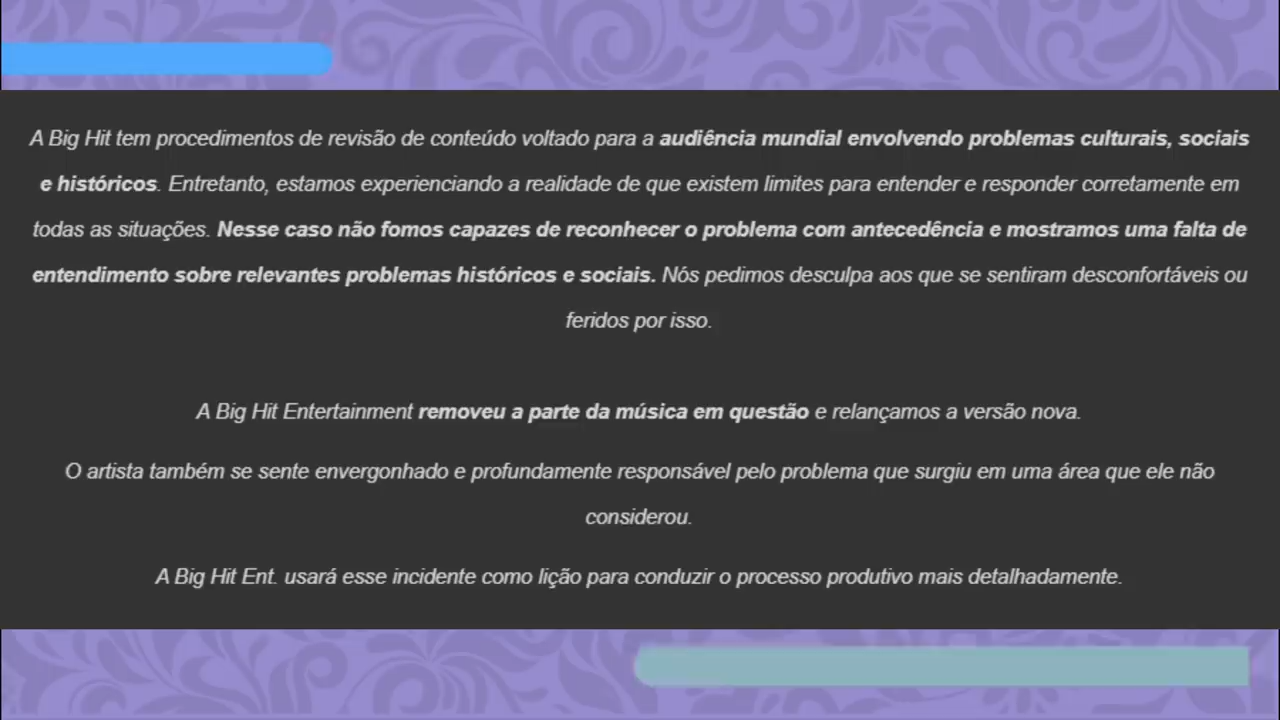 A Big Hit tem procedimentos de revisão de conteúdo voltado para a audiência mundial envolvendo problemas culturais, sociais
e históricos. Entretanto, estamos experienciando a realidade de que existem limites para entender e responder corretamente em
todas as situações. Nesse caso não fomos capazes de reconhecer o problema com antecedência e mostramos uma falta de
entendimento sobre relevantes problemas históricos e sociais. Nós pedimos desculpa aos que se sentiram desconfortáveis ou
feridos por isso.
A Big Hit Entertainment removeu a parte da música em questão e relançamos a versão nova.
O artista também se sente envergonhado e profundamente responsável pelo problema que surgiu em uma área que ele não
considerou.
A Big Hit Ent. usará esse incidente como lição para conduzir o processo produtivo mais detalhadamente.